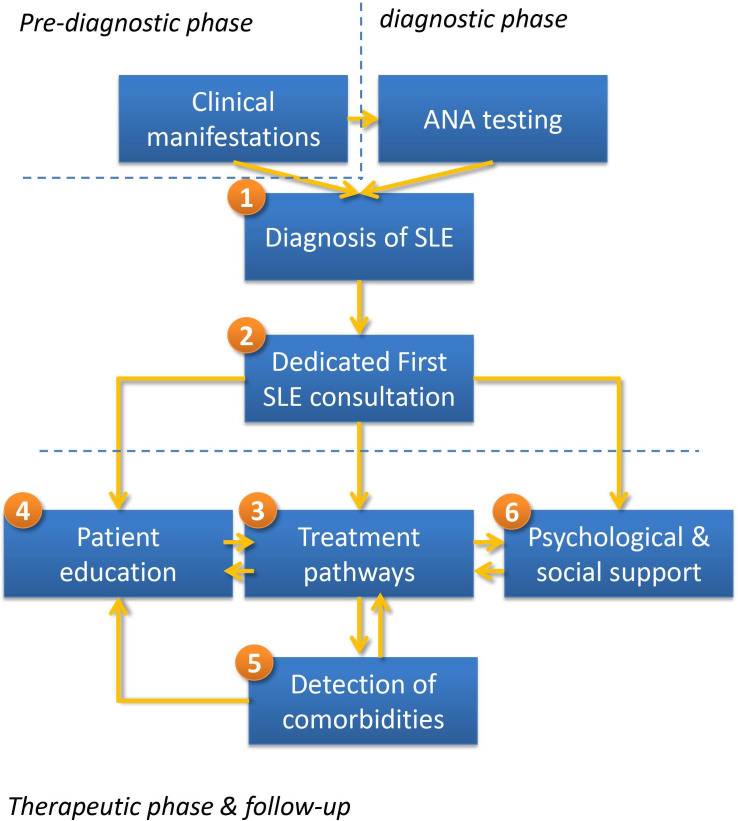 Pre-diagnostic phase
diagnostic phase
Clinical
manifestations
ANA testing
1
Diagnosis of SLE
2
Dedicated First
SLE consultation
4
Patient
education
3
Treatment
pathways
6
Psychological &
social support
5
Detection of
comorbidities
Therapeutic phase & follow-up